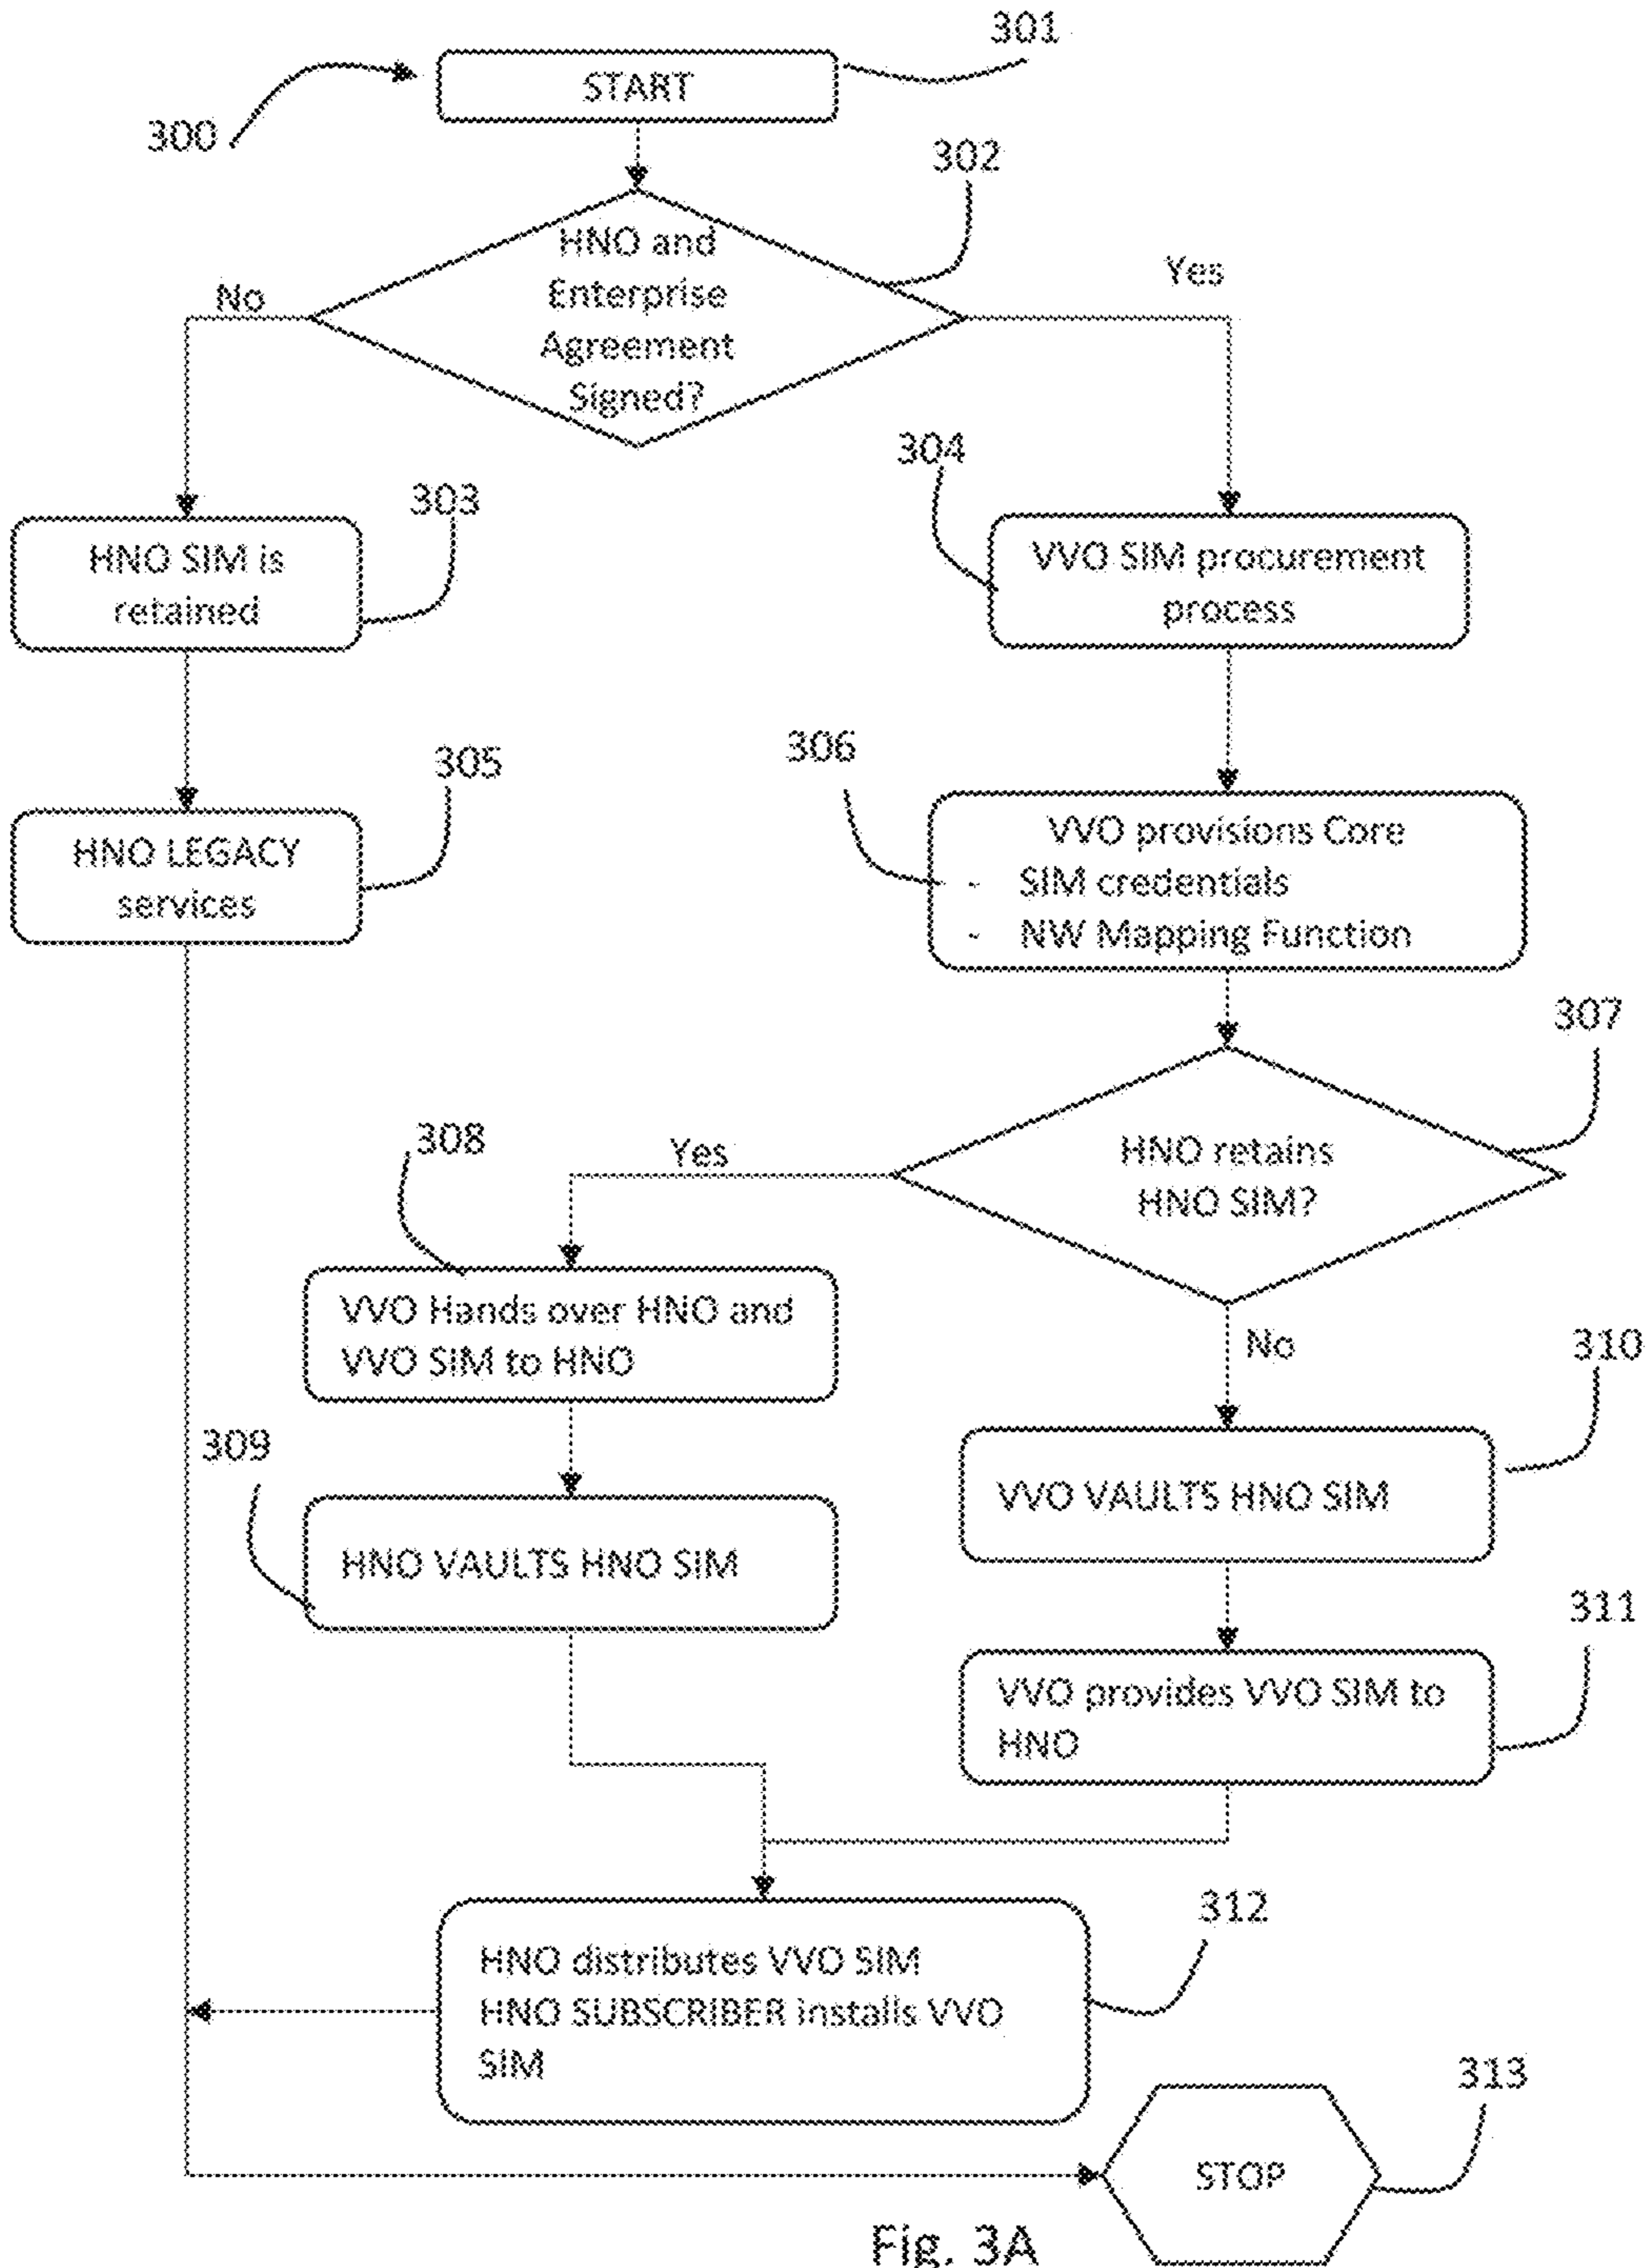 301
START
300
302
HNO and
Enterprise
Agreement
Signed?
No
Yes
304
303
HNO SIM is
retained
VVO SIM procurement
process
306
305
HNO LEGACY
services
VVO provisions Core
- SIM credentials
- NW Mapping Function
307
308
Yes
HNO retains
HNO SIM?
VVO Hands over HNO and
VVO SIM to HNO
No
310
309
VVO VAULTS HNO SIM
HNO VAULTS HNO SIM
311
VVO provides VVO SIM to
HNO
312
HNO distributes VVO SIM
HNO SUBSCRIBER installs VVO
SIM
313
STOP
Fig. 3A